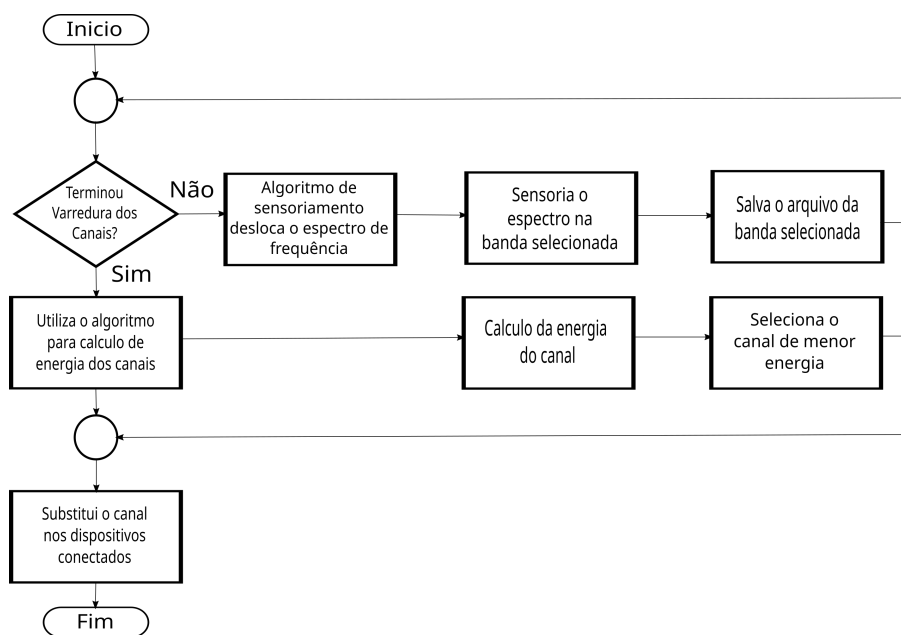 Inicio
Terminou
Varredura dos
Canais?
Não
Algoritmo de
sensoriamento
desloca o espectro de
frequência
Sensoria o
espectro na
banda selecionada
Salva o arquivo da
banda selecionada
Sim
Utiliza o algoritmo
para calculo de
energia dos canais
Calculo da energia
do canal
Seleciona o
canal de menor
energia
Substitui o canal
nos dispositivos
conectados
Fim